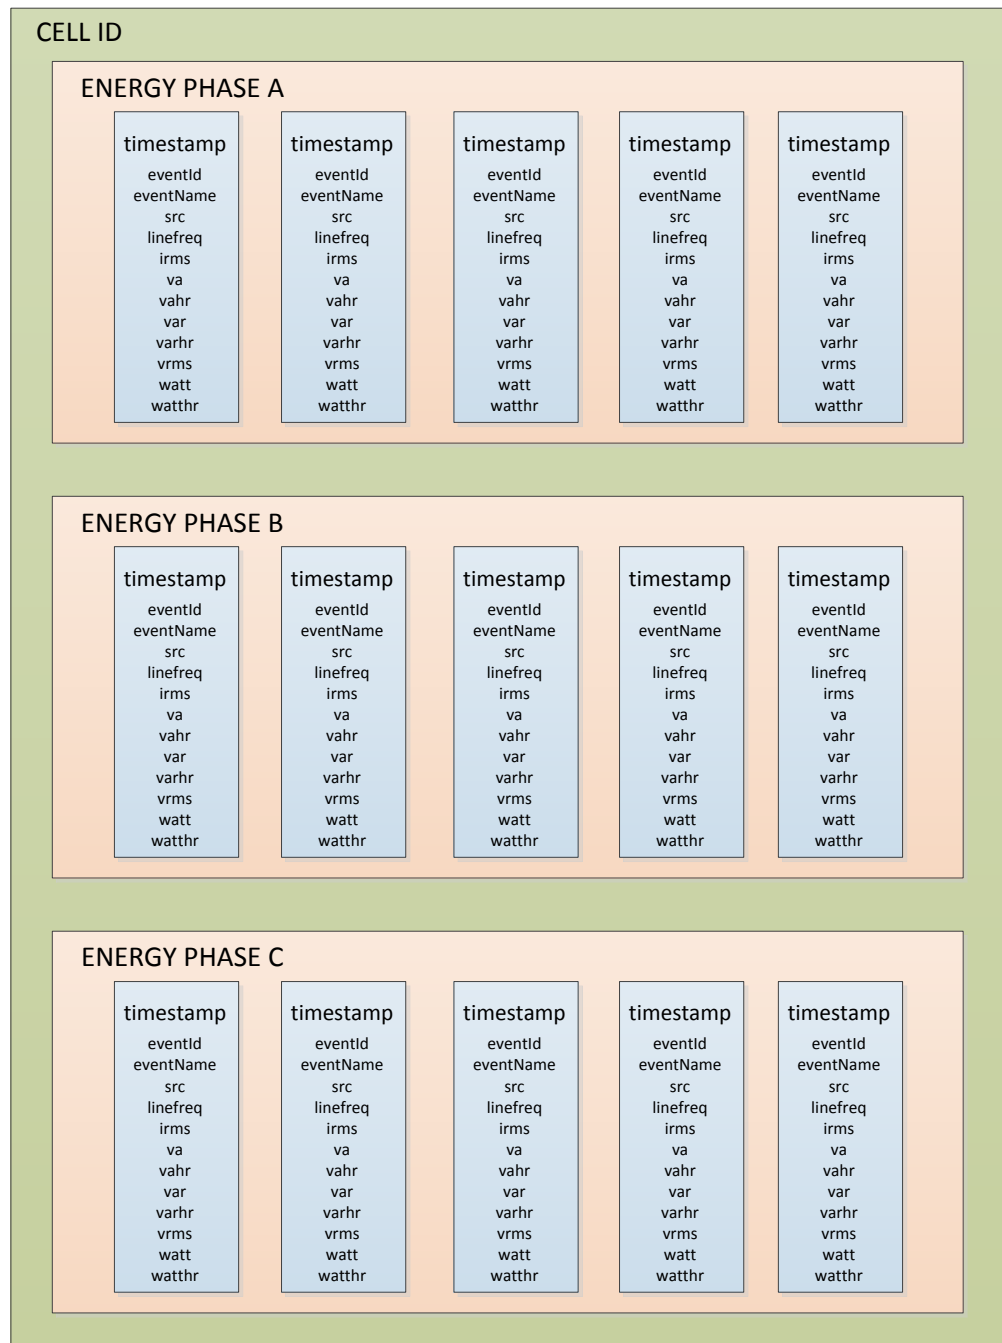 CELL ID
ENERGY PHASE A
timestamp timestamp timestamp timestamp timestamp
eventId eventId eventId eventId eventId
eventName eventName eventName eventName eventName
src src src src src
linefreq linefreq linefreq linefreq linefreq
irms irms irms irms irms
va va va va va
vahr vahr vahr vahr vahr
var var var var var
varhr varhr varhr varhr varhr
vrms vrms vrms vrms vrms
watt watt watt watt watt
watthr watthr watthr watthr watthr
ENERGY PHASE B
timestamp timestamp timestamp timestamp timestamp
eventId eventId eventId eventId eventId
eventName eventName eventName eventName eventName
src src src src src
linefreq linefreq linefreq linefreq linefreq
irms irms irms irms irms
va va va va va
vahr vahr vahr vahr vahr
var var var var var
varhr varhr varhr varhr varhr
vrms vrms vrms vrms vrms
watt watt watt watt watt
watthr watthr watthr watthr watthr
ENERGY PHASE C
timestamp timestamp timestamp timestamp timestamp
eventId eventId eventId eventId eventId
eventName eventName eventName eventName eventName
src src src src src
linefreq linefreq linefreq linefreq linefreq
irms irms irms irms irms
va va va va va
vahr vahr vahr vahr vahr
var var var var var
varhr varhr varhr varhr varhr
vrms vrms vrms vrms vrms
watt watt watt watt watt
watthr watthr watthr watthr watthr